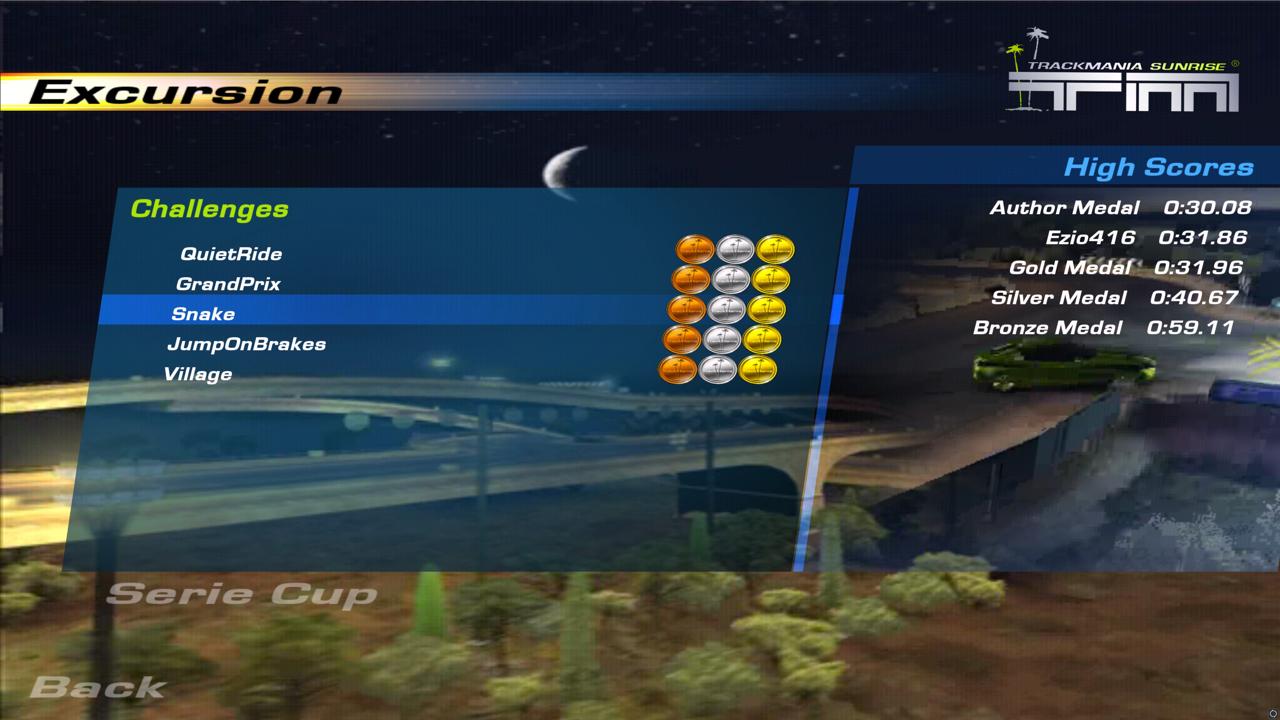 Excursion
TRACKMANIA SUNRISE ®
TM
High Scores
Challenges
QuietRide
GrandPrix
Snake
JumpOnBrakes
Village
Author Medal 0:30.08
Ezio416 0:31.86
Gold Medal 0:31.96
Silver Medal 0:40.67
Bronze Medal 0:59.11
Serie Cup
Back